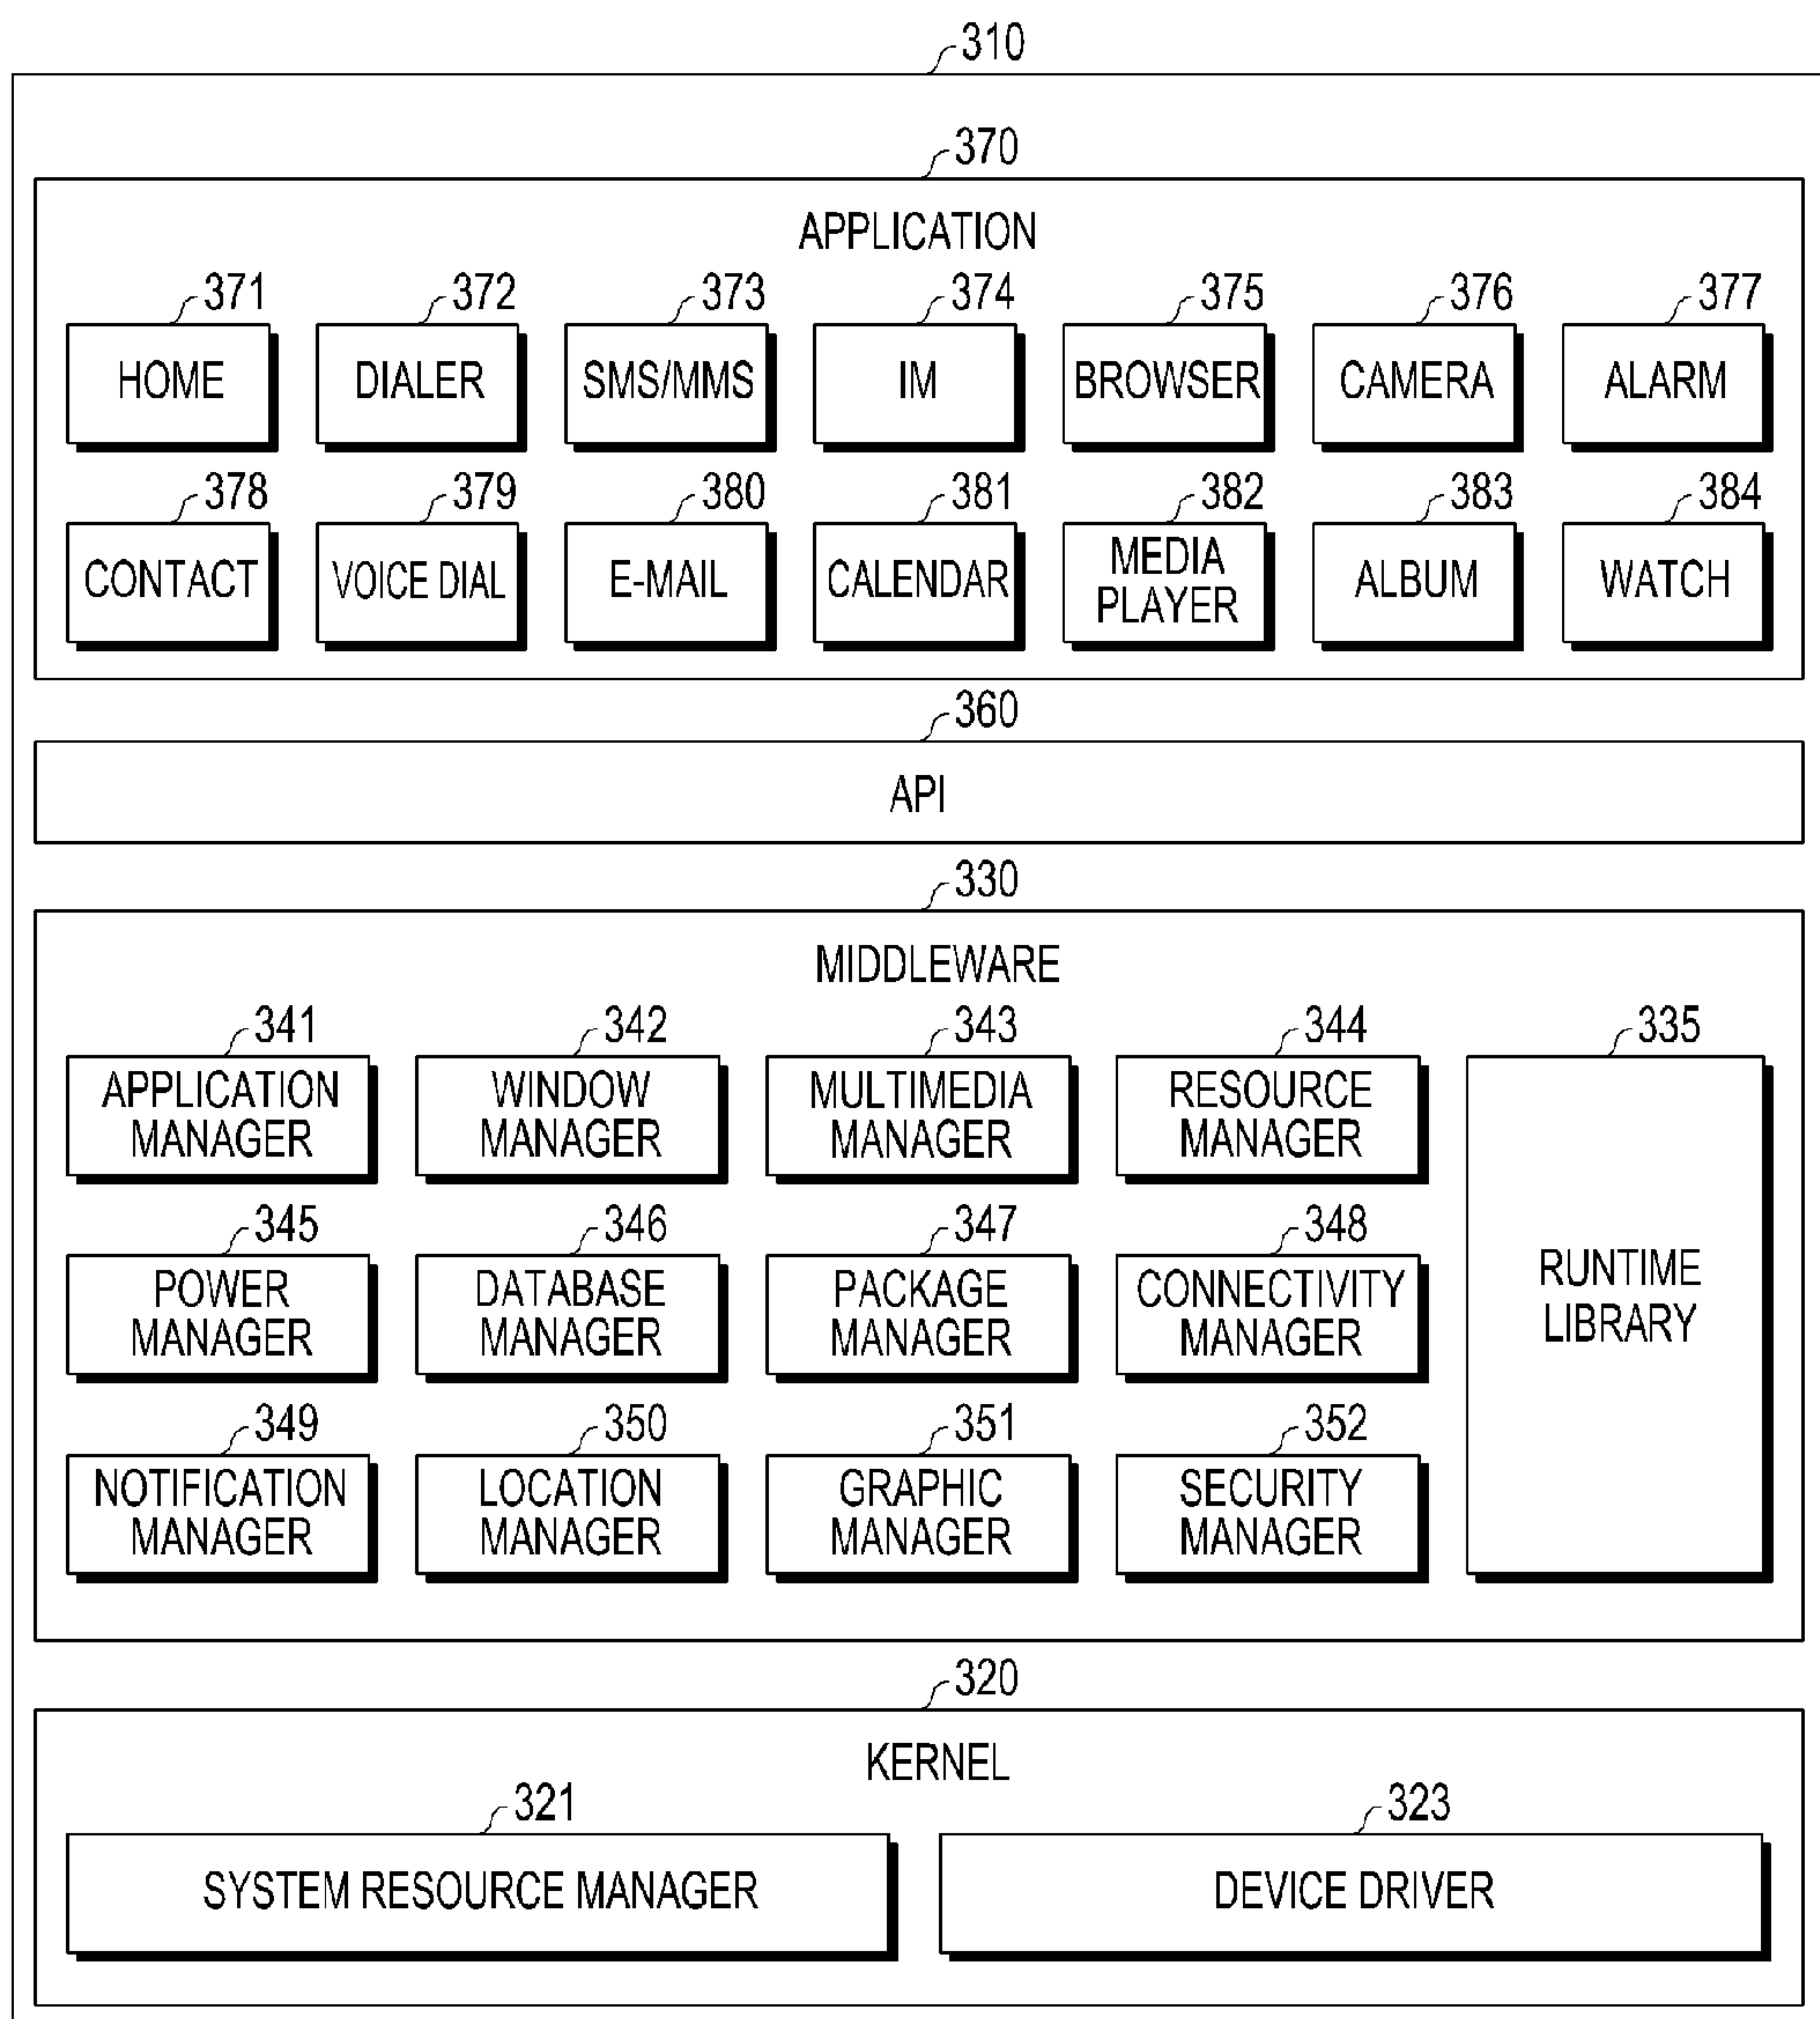 310
370
APPLICATION
371 372 373 374 375 376 377
HOME DIALER SMS/MMS IM BROWSER CAMERA ALARM
378 379 380 381 382 383 384
CONTACT VOICE DIAL E-MAIL CALENDAR MEDIA PLAYER ALBUM WATCH
360
API
330
MIDDLEWARE
341 342 343 344 335
APPLICATION MANAGER WINDOW MANAGER MULTIMEDIA MANAGER RESOURCE MANAGER
345 346 347 348
POWER MANAGER DATABASE MANAGER PACKAGE MANAGER CONNECTIVITY MANAGER RUNTIME LIBRARY
349 350 351 352
NOTIFICATION MANAGER LOCATION MANAGER GRAPHIC MANAGER SECURITY MANAGER
320
KERNEL
321 323
SYSTEM RESOURCE MANAGER DEVICE DRIVER